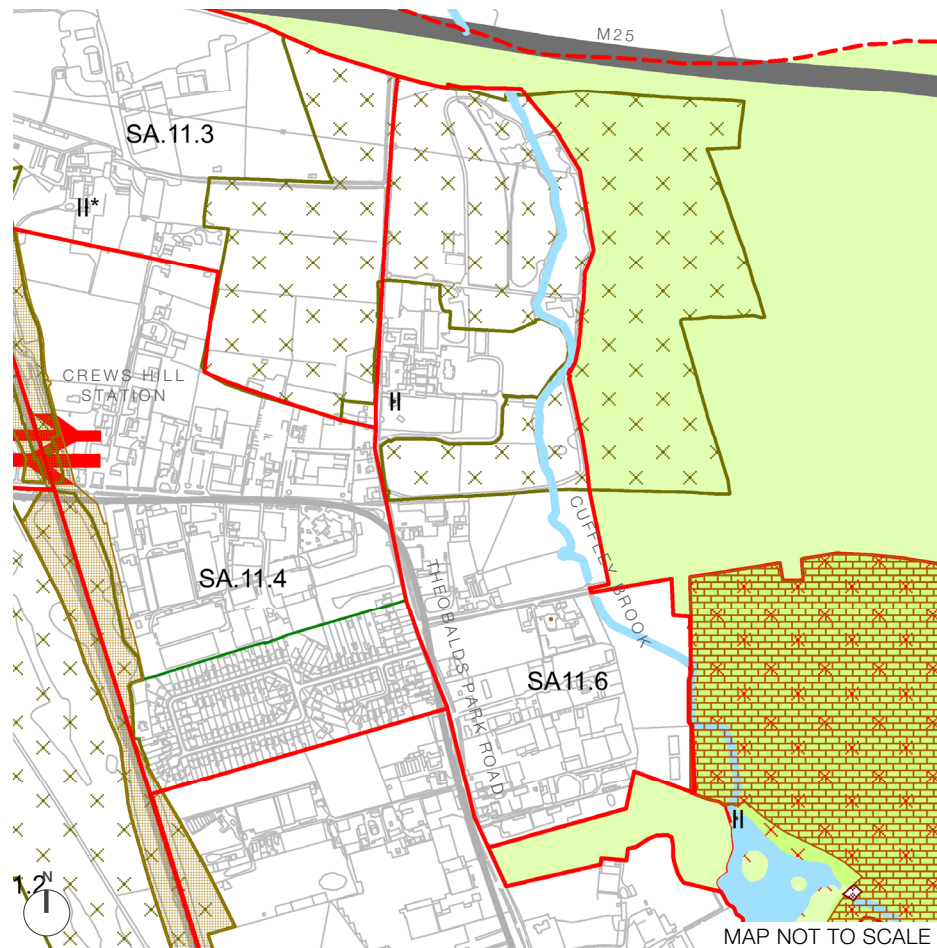 M25
SA.11.3
II*
CREWS HILL
STATION
II
CUFFLEY BROOK
SA.11.4
THEOBALDS PARK ROAD
SA11.6
II
1.2
N
MAP NOT TO SCALE